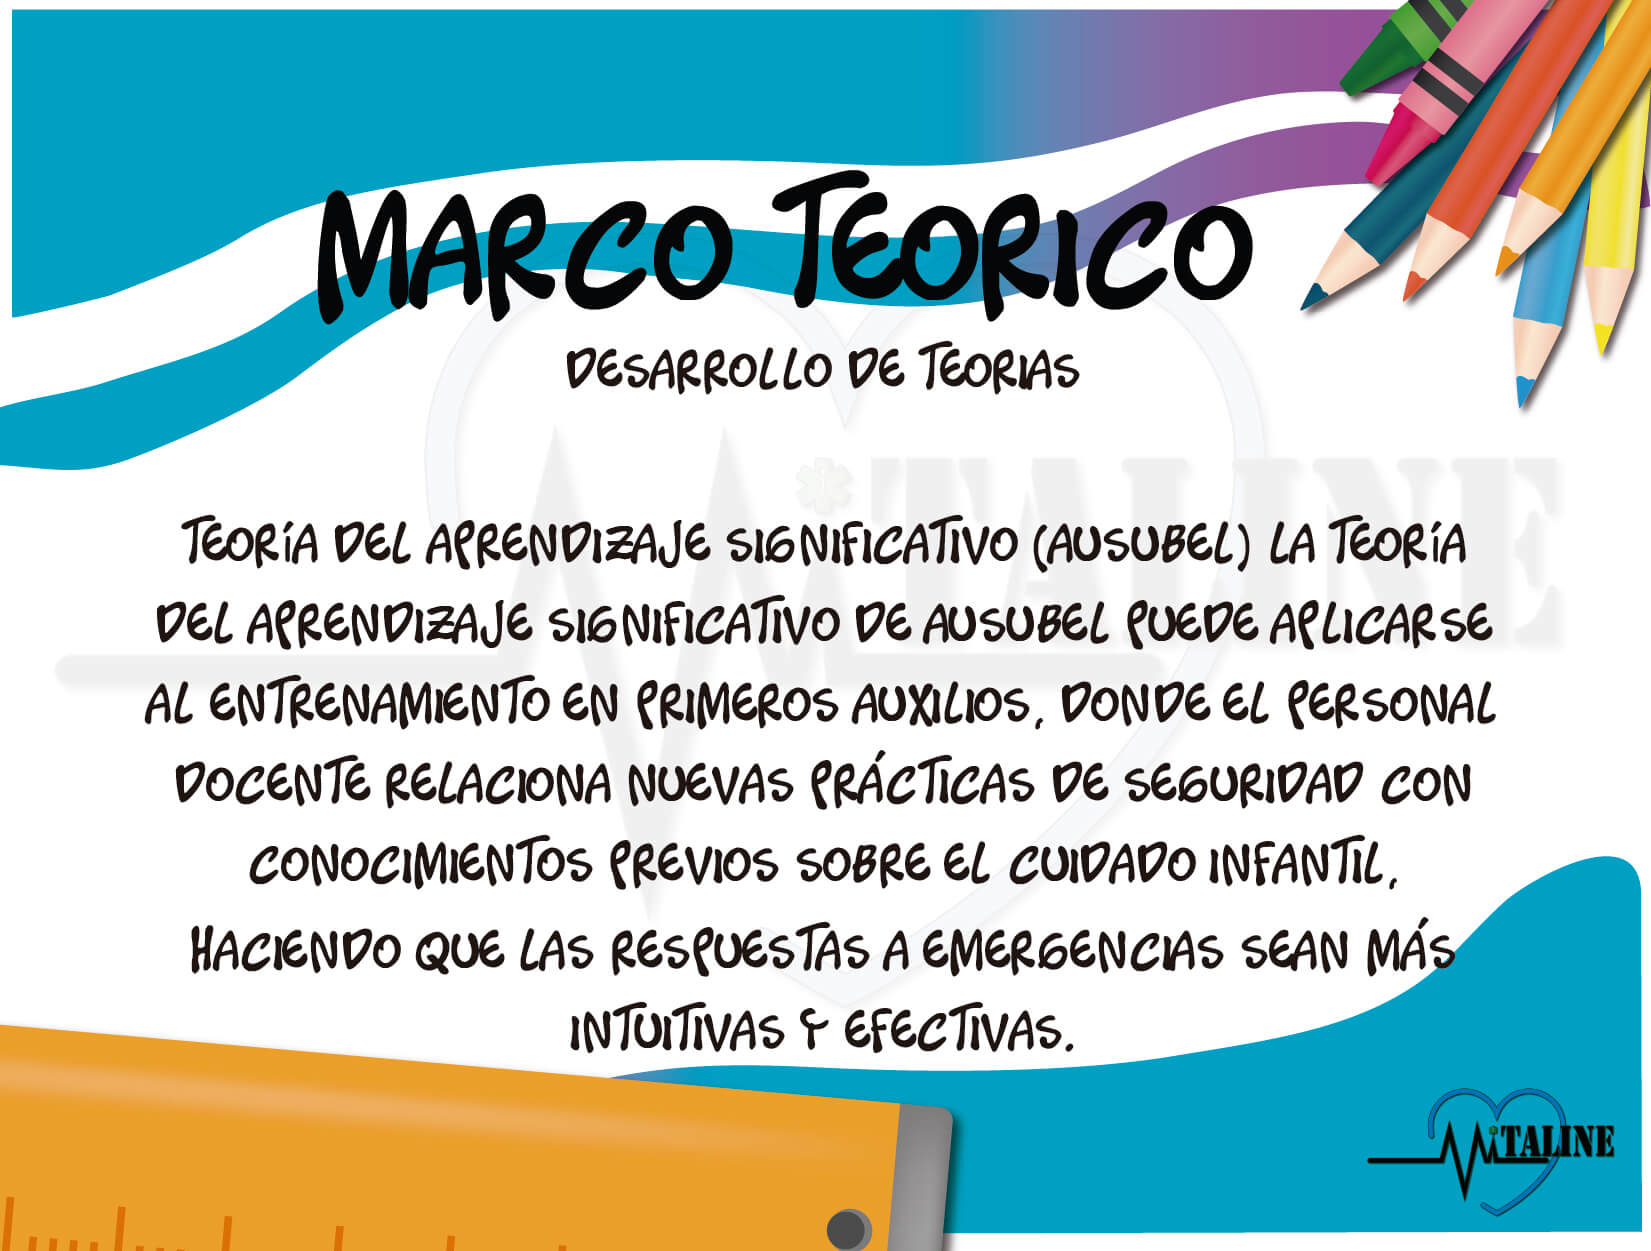 MARCO TEORICO
DESARROLLO DE TEORIAS
TEORÍA DEL APRENDIZAJE SIGNIFICATIVO (AUSUBEL) LA TEORÍA
DEL APRENDIZAJE SIGNIFICATIVO DE AUSUBEL PUEDE APLICARSE
AL ENTRENAMIENTO EN PRIMEROS AUXILIOS, DONDE EL PERSONAL
DOCENTE RELACIONA NUEVAS PRÁCTICAS DE SEGURIDAD CON
CONOCIMIENTOS PREVIOS SOBRE EL CUIDADO INFANTIL,
HACIENDO QUE LAS RESPUESTAS A EMERGENCIAS SEAN MÁS
INTUITIVAS Y EFECTIVAS.
VITALINE